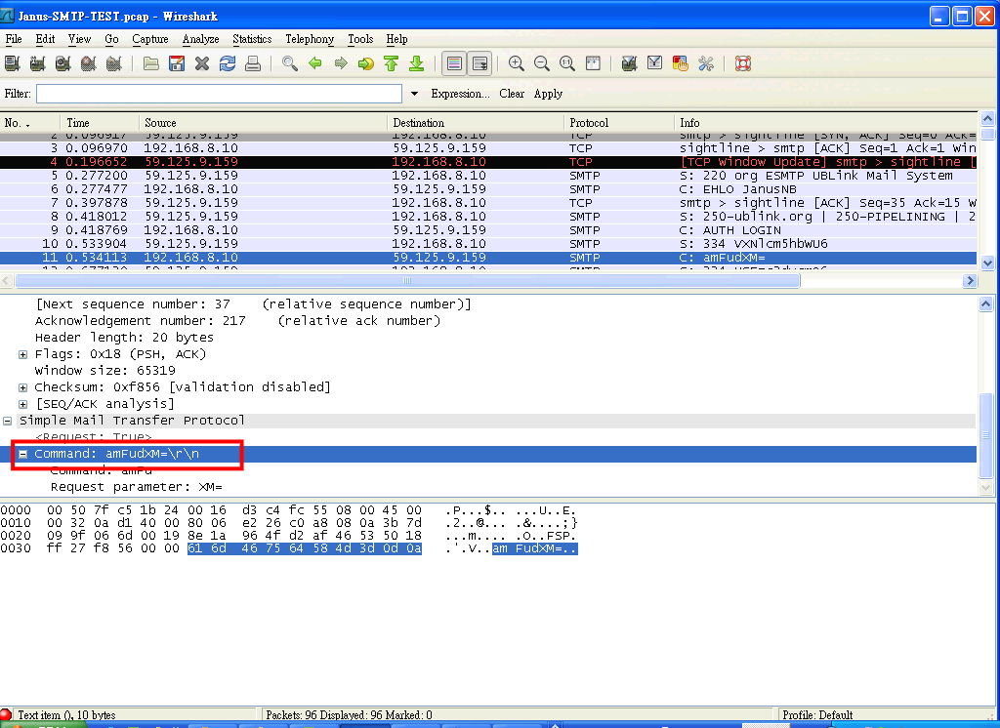 Janus-SMTP-TEST.pcap - Wireshark
File Edit View Go Capture Analyze Statistics Telephony Tools Help
Filter: Expression... Clear Apply
No. . Time Source Destination Protocol Info
2 0.096917 59.125.9.159 192.168.8.10 TCP smtp > sightline [SYN, ACK] Seq=0 Ack=
3 0.096970 192.168.8.10 59.125.9.159 TCP sightline > smtp [ACK] Seq=1 Ack=1 Win
4 0.196652 59.125.9.159 192.168.8.10 TCP [TCP Window Update] smtp > sightline [
5 0.277200 59.125.9.159 192.168.8.10 SMTP S: 220 org ESMTP UBLink Mail System
6 0.277477 192.168.8.10 59.125.9.159 SMTP C: EHLO JanusNB
7 0.397878 59.125.9.159 192.168.8.10 TCP smtp > sightline [ACK] Seq=35 Ack=15 W
8 0.418012 59.125.9.159 192.168.8.10 SMTP S: 250-ublink.org | 250-PIPELINING | 2
9 0.418769 192.168.8.10 59.125.9.159 SMTP C: AUTH LOGIN
10 0.533904 59.125.9.159 192.168.8.10 SMTP S: 334 VXNlcm5hbWU6
11 0.534113 192.168.8.10 59.125.9.159 SMTP C: amFudXM=
[Next sequence number: 37 (relative sequence number)]
Acknowledgement number: 217 (relative ack number)
Header length: 20 bytes
Flags: 0x18 (PSH, ACK)
Window size: 65319
Checksum: 0xf856 [validation disabled]
[SEQ/ACK analysis]
Simple Mail Transfer Protocol
<Request: True>
Command: amFudXM=\r\n
Command: amFu
Request parameter: XM=
0000 00 50 7f c5 1b 24 00 16 d3 c4 fc 55 08 00 45 00 .P...$.. ...U..E.
0010 00 32 0a d1 40 00 80 06 e2 26 c0 a8 08 0a 3b 7d .2..@... .&....;}
0020 09 9f 06 6d 00 19 8e 1a 96 4f d2 af 46 53 50 18 ...m.... .O..FSP.
0030 ff 27 f8 56 00 00 61 6d 46 75 64 58 4d 3d 0d 0a .'.V..am FudXM=..
Text item (), 10 bytes Packets: 96 Displayed: 96 Marked: 0 Profile: Default